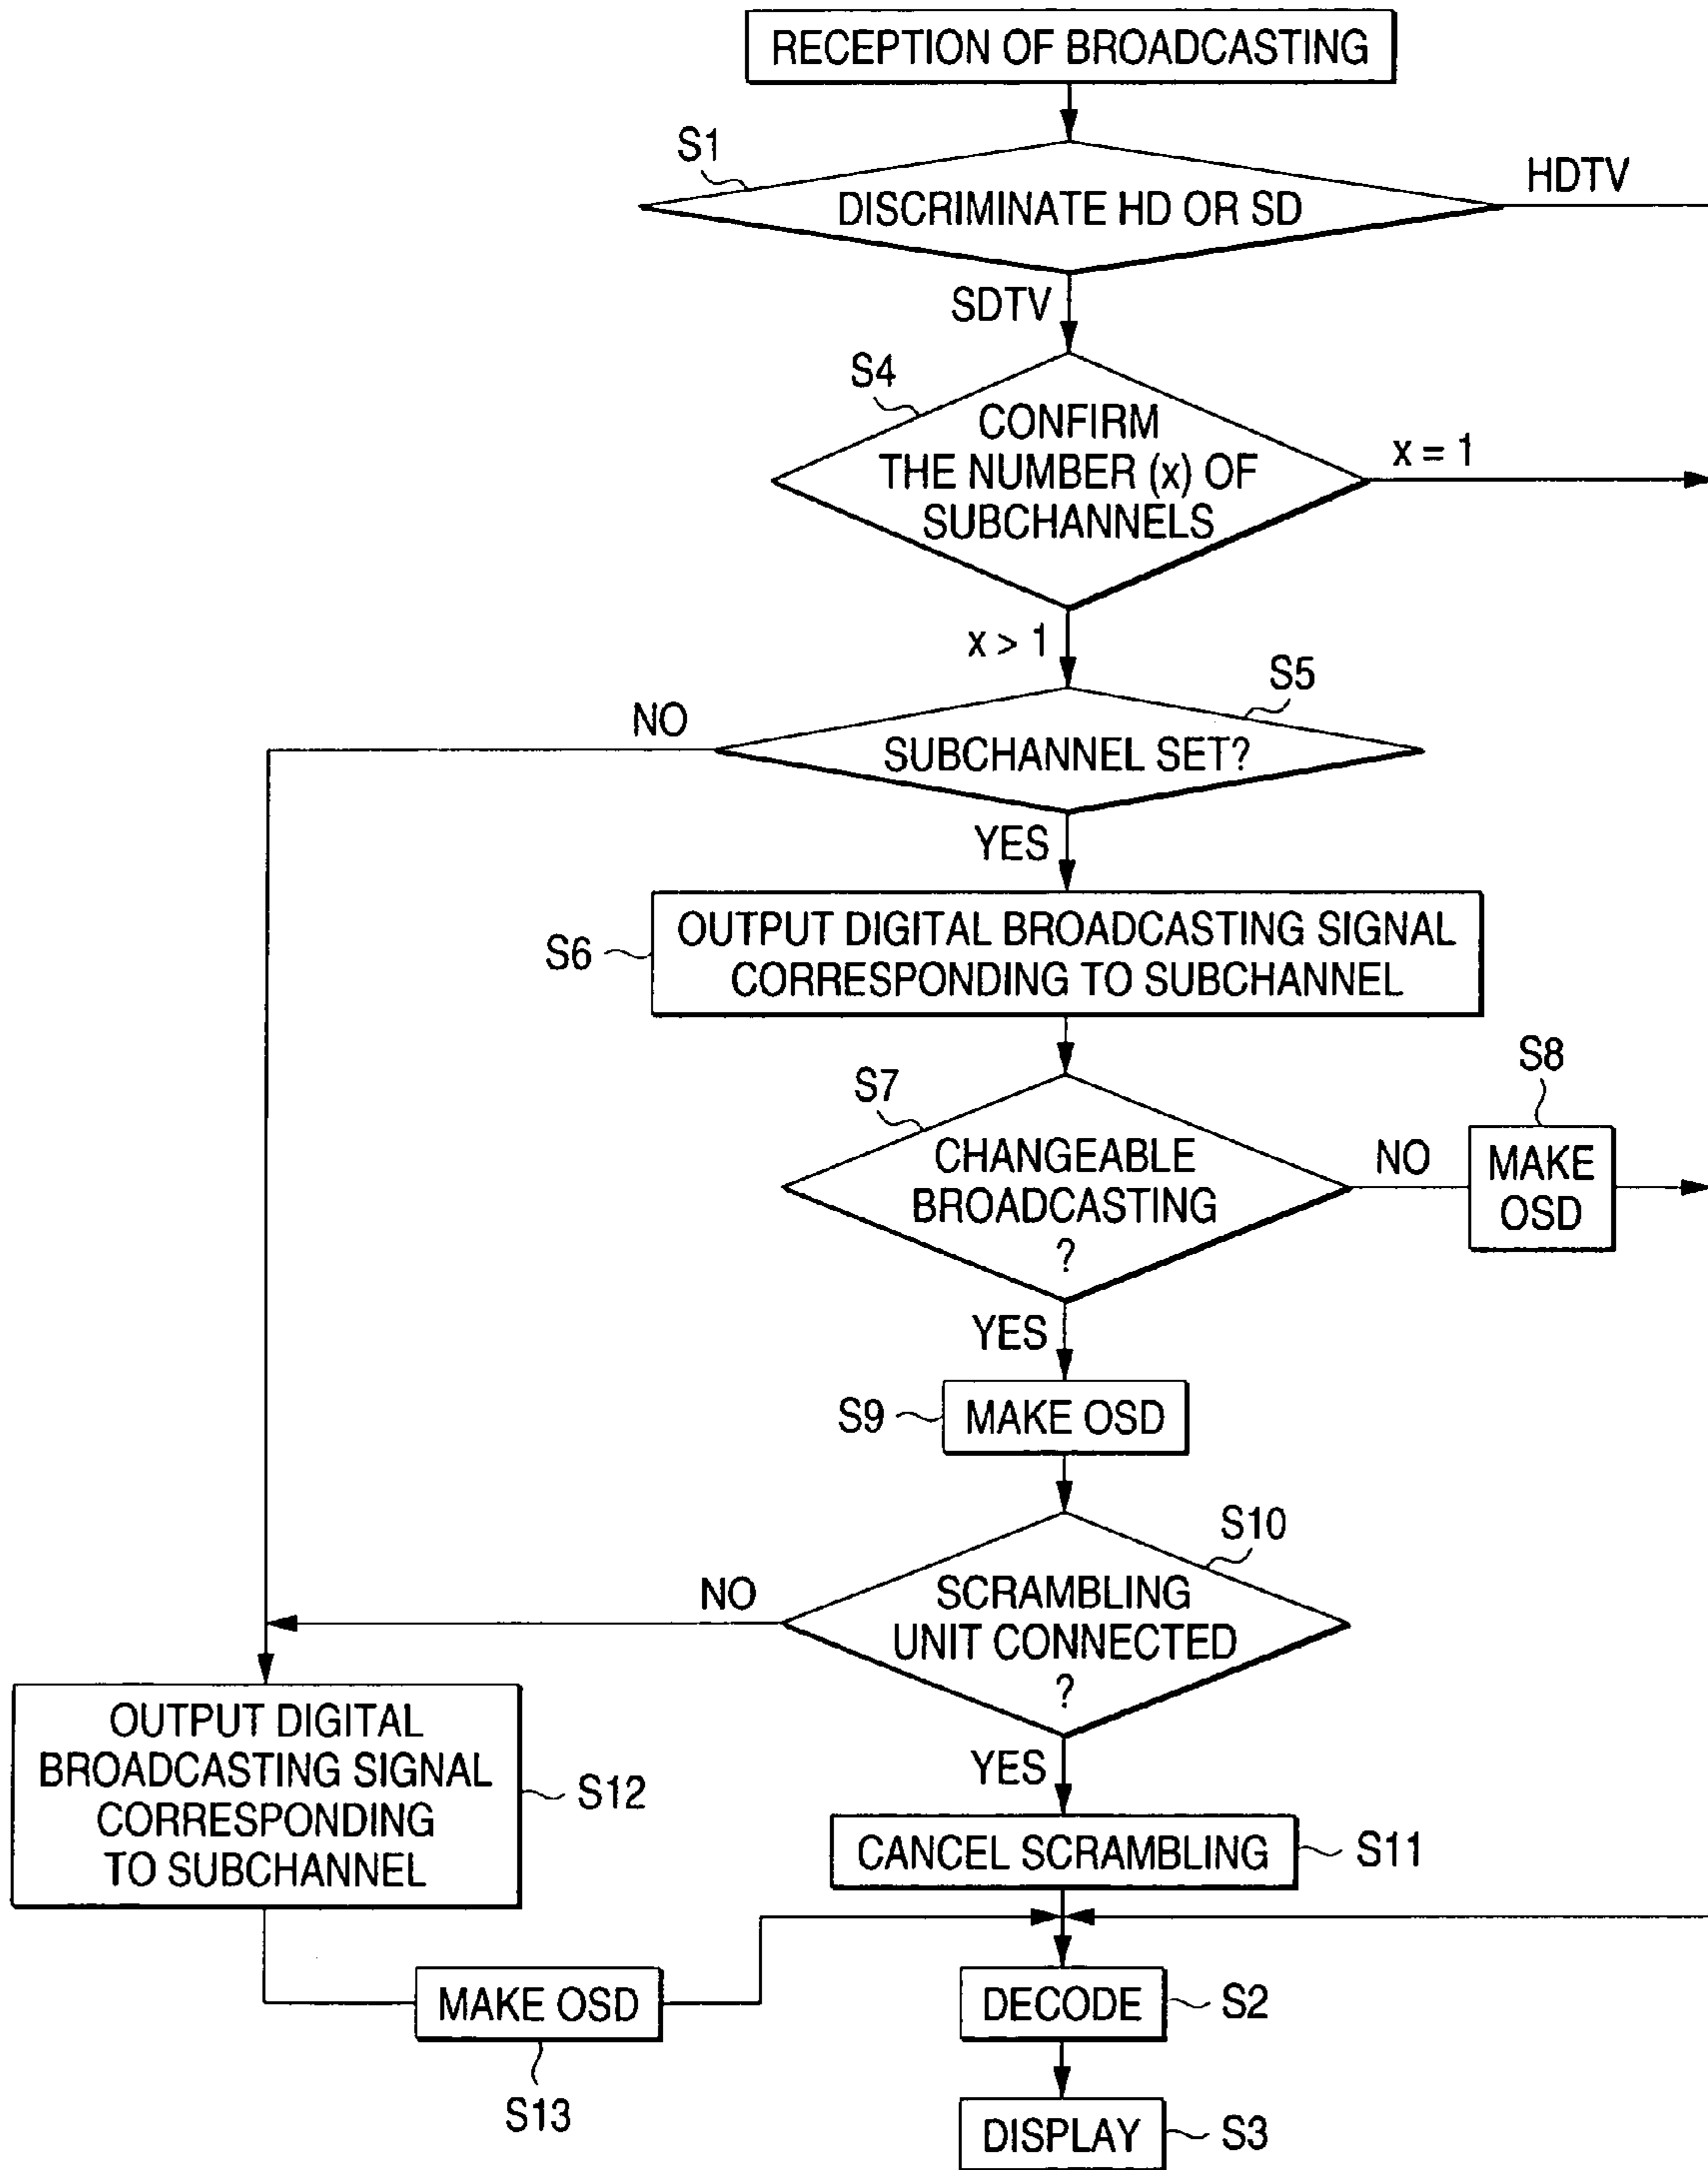 RECEPTION OF BROADCASTING
S1
DISCRIMINATE HD OR SD
HDTV
SDTV
S4
CONFIRM
THE NUMBER (x) OF
SUBCHANNELS
x = 1
x > 1
S5
NO
SUBCHANNEL SET?
YES
S6
OUTPUT DIGITAL BROADCASTING SIGNAL
CORRESPONDING TO SUBCHANNEL
S7
CHANGEABLE
BROADCASTING
?
NO
S8
MAKE
OSD
YES
S9
MAKE OSD
S10
NO
SCRAMBLING
UNIT CONNECTED
?
YES
OUTPUT DIGITAL
BROADCASTING SIGNAL
CORRESPONDING
TO SUBCHANNEL
S12
CANCEL SCRAMBLING
S11
MAKE OSD
S13
DECODE
S2
DISPLAY
S3